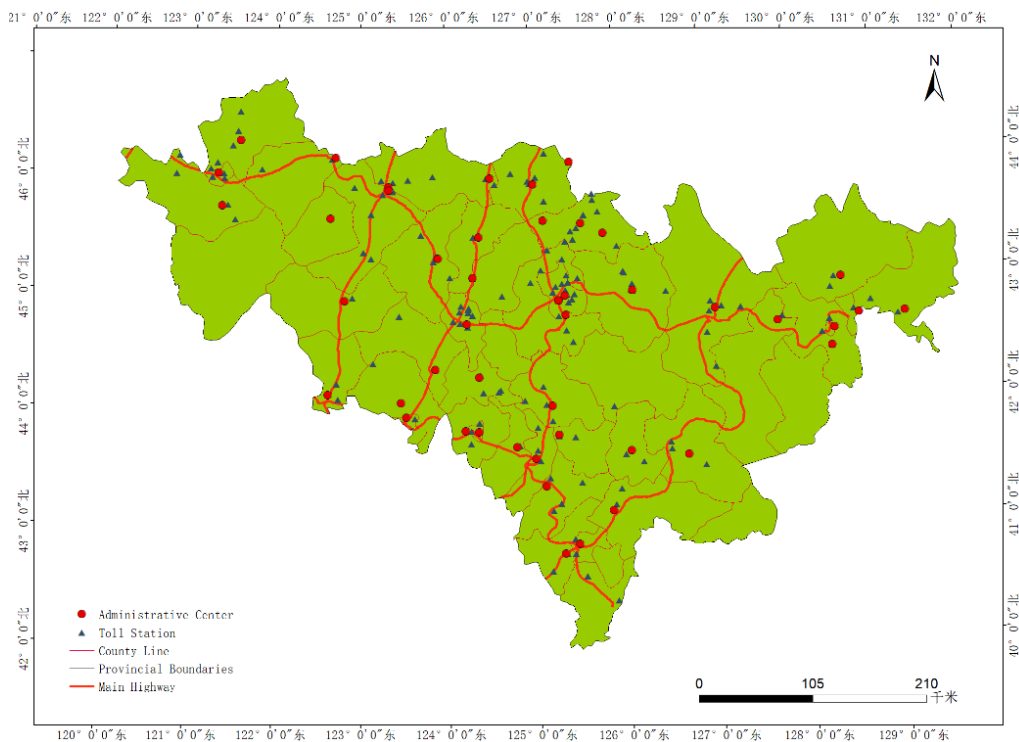 21° 0'0"东 122° 0'0"东 123° 0'0"东 124° 0'0"东 125° 0'0"东 126° 0'0"东 127° 0'0"东 128° 0'0"东 129° 0'0"东 130° 0'0"东 131° 0'0"东 132° 0'0"东
N
46° 0'0"北
45° 0'0"北
44° 0'0"北
43° 0'0"北
42° 0'0"北
44° 0'0"北
43° 0'0"北
42° 0'0"北
41° 0'0"北
40° 0'0"北
Administrative Center
Toll Station
County Line
Provincial Boundaries
Main Highway
0 105 210
千米
120° 0'0"东 121° 0'0"东 122° 0'0"东 123° 0'0"东 124° 0'0"东 125° 0'0"东 126° 0'0"东 127° 0'0"东 128° 0'0"东 129° 0'0"东